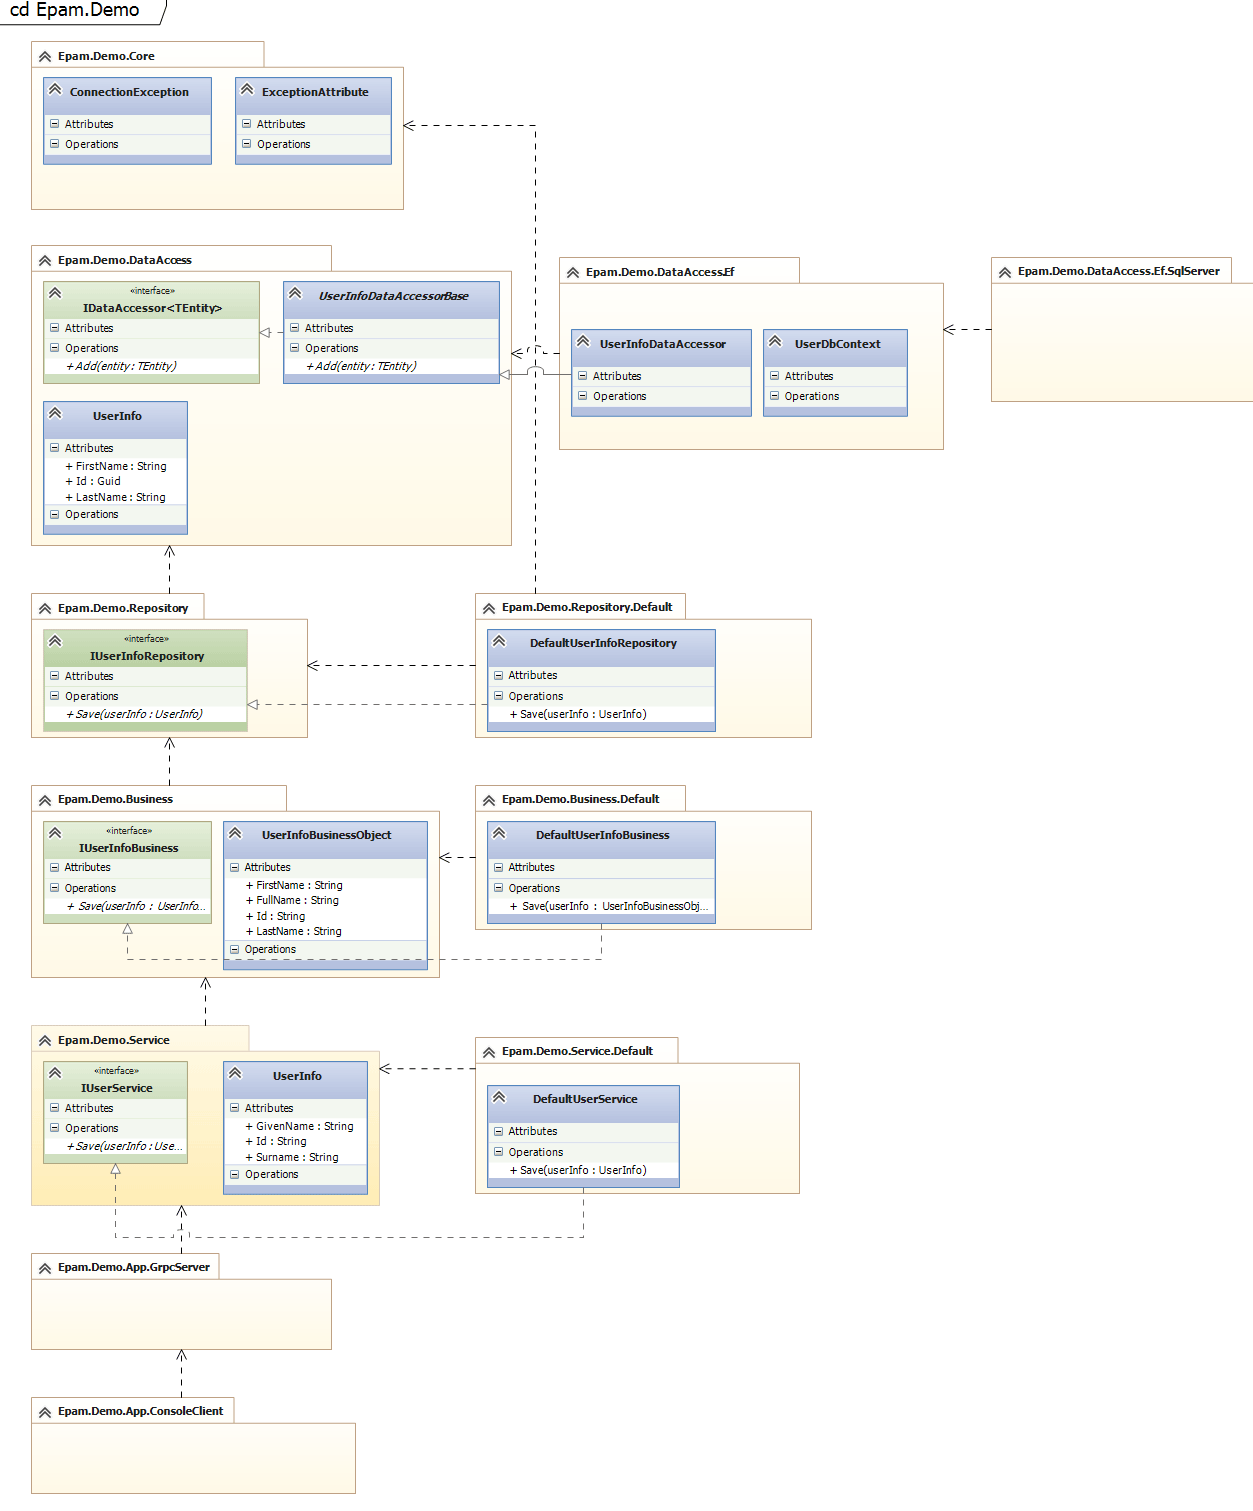 cd Epam.Demo
Epam.Demo.Core
ConnectionException
Attributes
Operations
ExceptionAttribute
Attributes
Operations
Epam.Demo.DataAccess
«interface»
IDataAccessor<TEntity>
Attributes
Operations
+ Add(entity : TEntity)
UserInfoDataAccessorBase
Attributes
Operations
+ Add(entity : TEntity)
UserInfo
Attributes
+ FirstName : String
+ Id : Guid
+ LastName : String
Operations
Epam.Demo.DataAccess.Ef
UserInfoDataAccessor
Attributes
Operations
UserDbContext
Attributes
Operations
Epam.Demo.DataAccess.Ef.SqlServer
Epam.Demo.Repository
«interface»
IUserInfoRepository
Attributes
Operations
+ Save(userInfo : UserInfo)
Epam.Demo.Repository.Default
DefaultUserInfoRepository
Attributes
Operations
+ Save(userInfo : UserInfo)
Epam.Demo.Business
«interface»
IUserInfoBusiness
Attributes
Operations
+ Save(userInfo : UserInfo...
UserInfoBusinessObject
Attributes
+ FirstName : String
+ FullName : String
+ Id : String
+ LastName : String
Operations
Epam.Demo.Business.Default
DefaultUserInfoBusiness
Attributes
Operations
+ Save(userInfo : UserInfoBusinessObj...
Epam.Demo.Service
«interface»
IUserService
Attributes
Operations
+ Save(userInfo : Use...
UserInfo
Attributes
+ GivenName : String
+ Id : String
+ Surname : String
Operations
Epam.Demo.Service.Default
DefaultUserService
Attributes
Operations
+ Save(userInfo : UserInfo)
Epam.Demo.App.GrpcServer
Epam.Demo.App.ConsoleClient